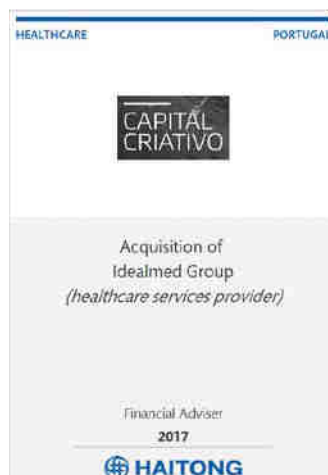 HEALTHCARE PORTUGAL
CAPITAL
CRIATIVO
Acquisition of
Idealmed Group
(healthcare services provider)
Financial Adviser
2017
HAITONG